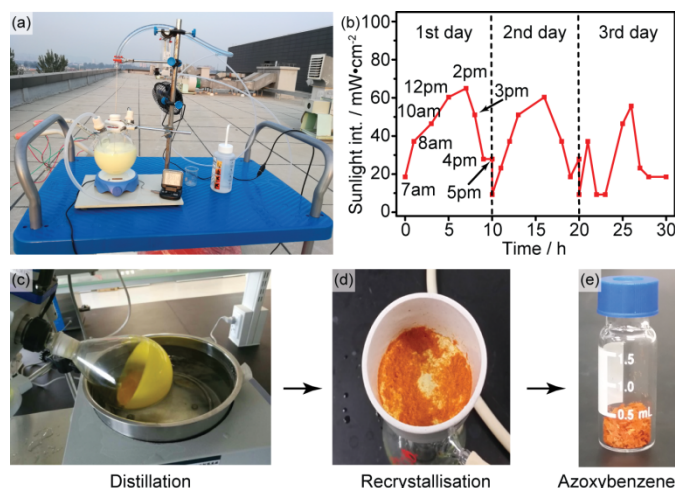 (a)
(b)
Sunlight int. / mW•cm-2
100
80
60
40
20
0
1st day
2nd day
3rd day
7am
8am
10am
12pm
2pm
3pm
4pm
5pm
0
5
10
15
20
25
30
Time / h
(c)
(d)
(e)
1.5
1.0
0.5 mL
Distillation
Recrystallisation
Azoxybenzene